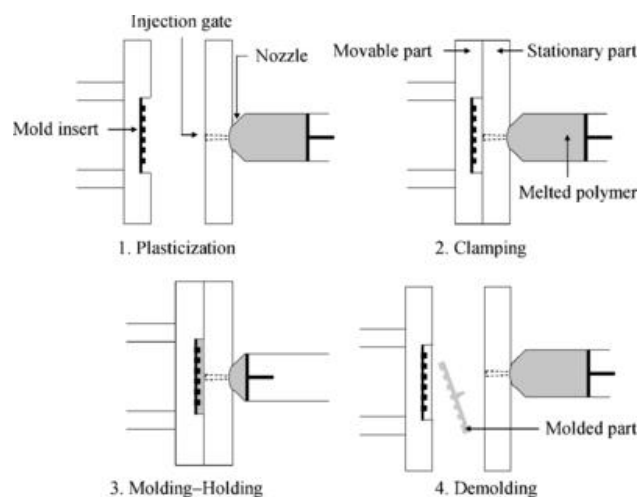 Injection gate
Nozzle
Mold insert
1. Plasticization
Movable part
Stationary part
Melted polymer
2. Clamping
3. Molding–Holding
Molded part
4. Demolding